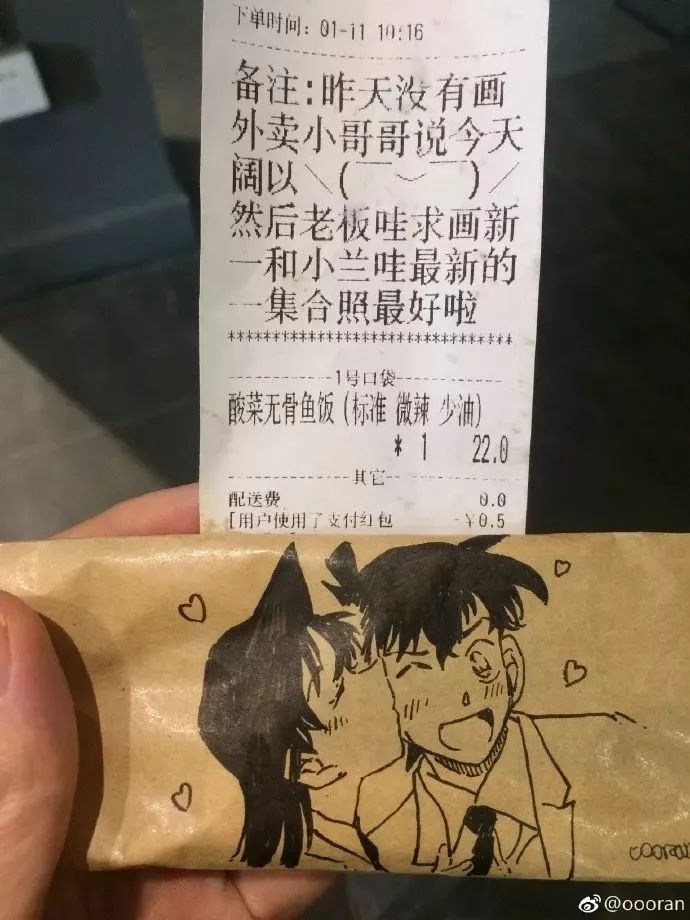 下单时间: 01-11 10:16
备注:昨天没有画
外卖小哥哥说今天
阔以╲(￣︶￣)╱
然后老板哇求画新
一和小兰哇最新的
一集合照最好啦
********************************
1号口袋
酸菜无骨鱼饭(标准 微辣 少油)
* 1 22.0
其它
配送费 0.0
[用户使用了支付红包 -¥0.5
oooran
@oooran